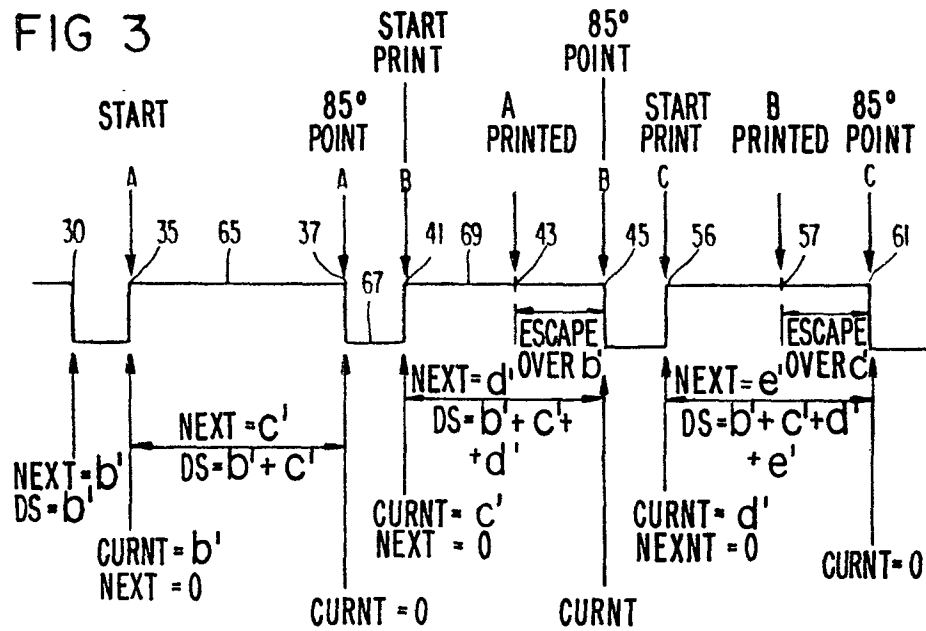 FIG 3
START
PRINT
85°
POINT
START
85°
POINT
A
PRINTED
START
PRINT
B
PRINTED
85°
POINT
A
A
B
B
C
C
30
35
65
37
67
41
69
43
45
56
57
61
ESCAPE
OVER b'
ESCAPE
OVER c'
NEXT=b'
DS=b'
NEXT=c'
DS=b'+c'
NEXT=d'
DS=b'+c'+
+d'
NEXT=e'
DS=b'+c'+d'
+e'
CURNT=b'
NEXT=0
CURNT=0
CURNT=c'
NEXT=0
CURNT
CURNT=d'
NEXNT=0
CURNT=0